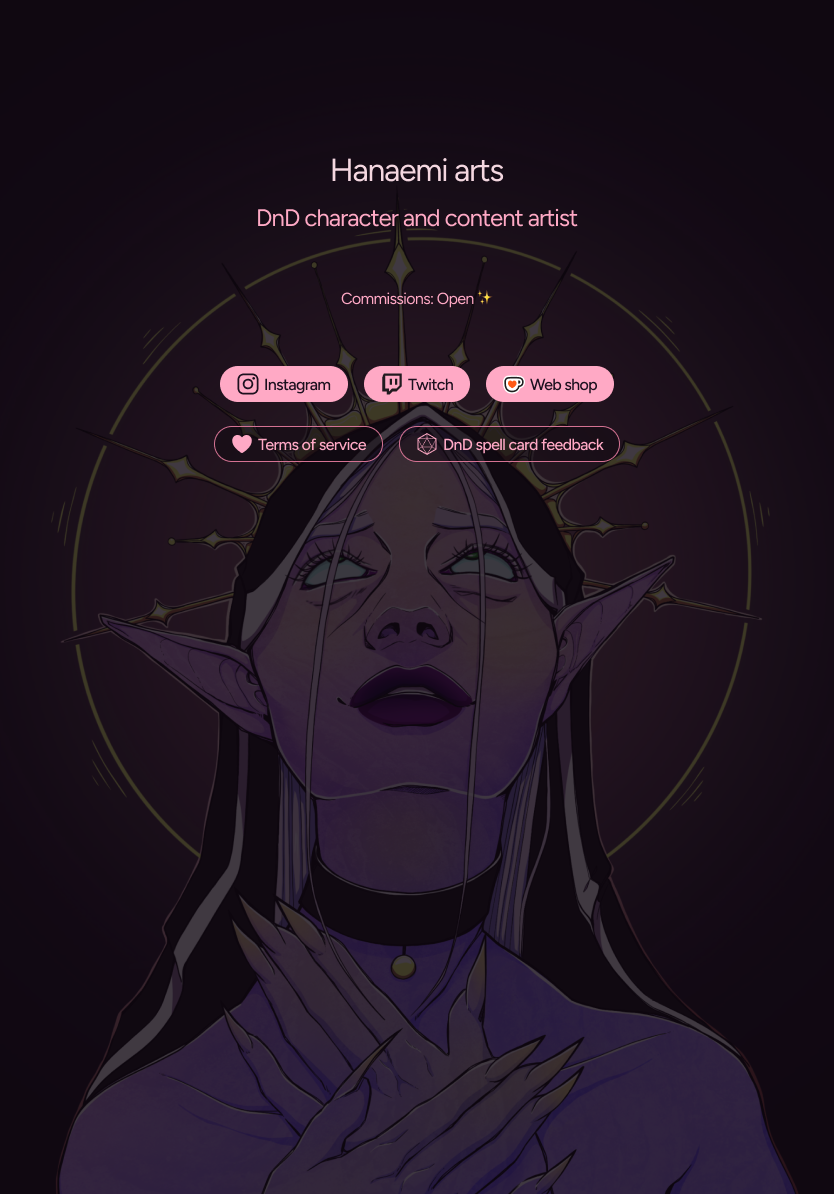 Hanaemi arts
DnD character and content artist
Commissions: Open ✨
Instagram Twitch Web shop
Terms of service DnD spell card feedback